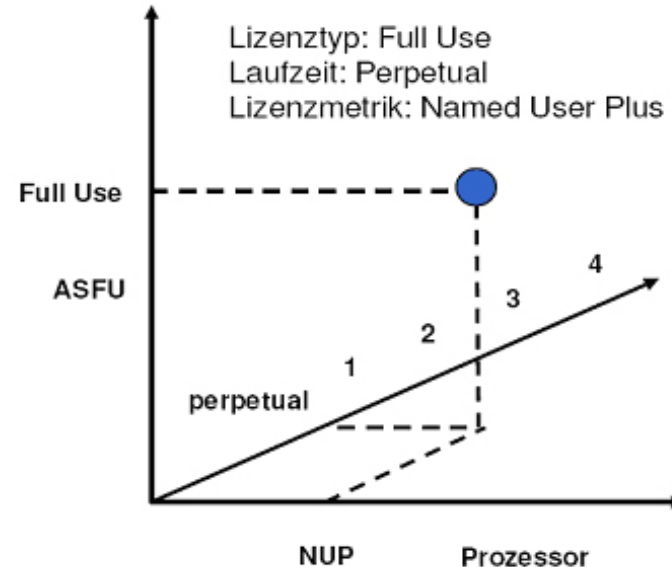 Lizenztyp: Full Use
Laufzeit: Perpetual
Lizenzmetrik: Named User Plus
Full Use
ASFU
4
3
2
1
perpetual
NUP Prozessor